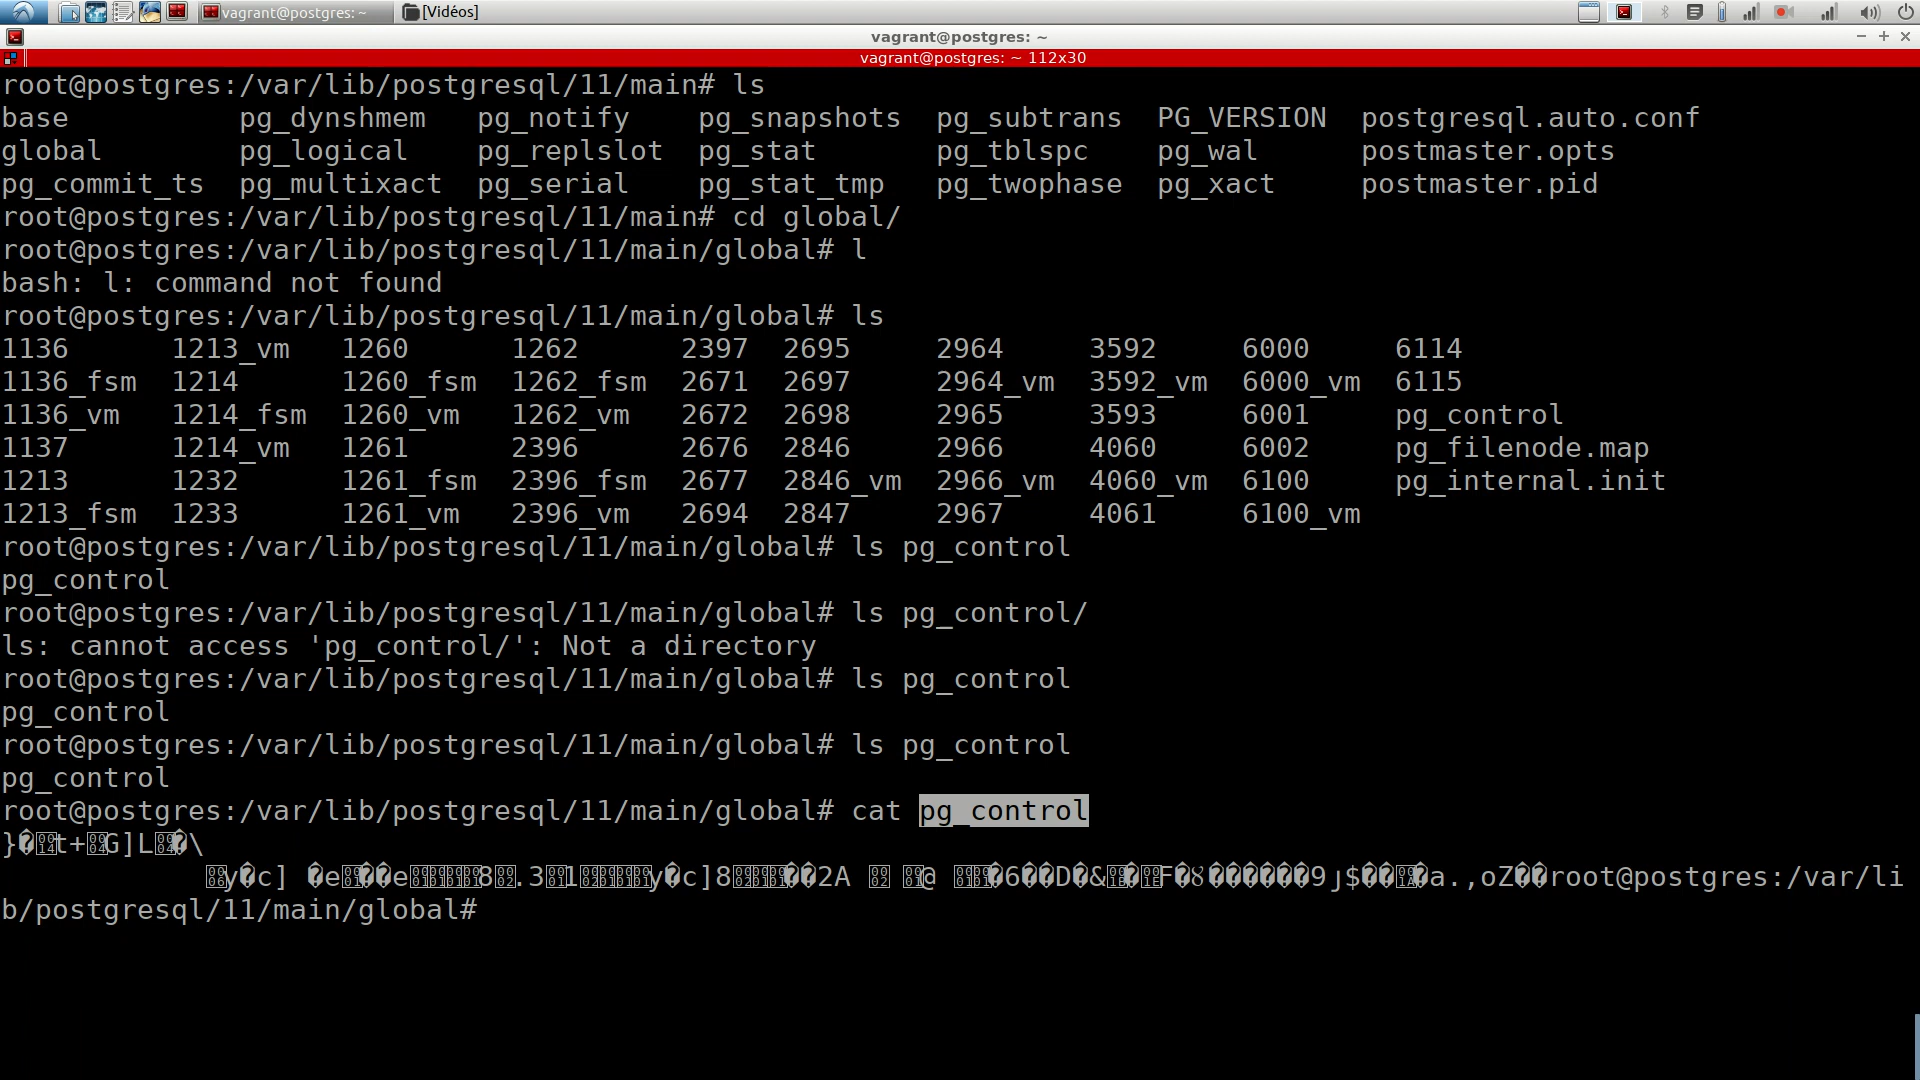 vagrant@postgres: ~ [Vidéos]
vagrant@postgres: ~
vagrant@postgres: ~ 112x30
root@postgres:/var/lib/postgresql/11/main# ls
base pg_dynshmem pg_notify pg_snapshots pg_subtrans PG_VERSION postgresql.auto.conf
global pg_logical pg_replslot pg_stat pg_tblspc pg_wal postmaster.opts
pg_commit_ts pg_multixact pg_serial pg_stat_tmp pg_twophase pg_xact postmaster.pid
root@postgres:/var/lib/postgresql/11/main# cd global/
root@postgres:/var/lib/postgresql/11/main/global# l
bash: l: command not found
root@postgres:/var/lib/postgresql/11/main/global# ls
1136 1213_vm 1260 1262 2397 2695 2964 3592 6000 6114
1136_fsm 1214 1260_fsm 1262_fsm 2671 2697 2964_vm 3592_vm 6000_vm 6115
1136_vm 1214_fsm 1260_vm 1262_vm 2672 2698 2965 3593 6001 pg_control
1137 1214_vm 1261 2396 2676 2846 2966 4060 6002 pg_filenode.map
1213 1232 1261_fsm 2396_fsm 2677 2846_vm 2966_vm 4060_vm 6100 pg_internal.init
1213_fsm 1233 1261_vm 2396_vm 2694 2847 2967 4061 6100_vm
root@postgres:/var/lib/postgresql/11/main/global# ls pg_control
pg_control
root@postgres:/var/lib/postgresql/11/main/global# ls pg_control/
ls: cannot access 'pg_control/': Not a directory
root@postgres:/var/lib/postgresql/11/main/global# ls pg_control
pg_control
root@postgres:/var/lib/postgresql/11/main/global# ls pg_control
pg_control
root@postgres:/var/lib/postgresql/11/main/global# cat pg_control
root@postgres:/var/li
b/postgresql/11/main/global#